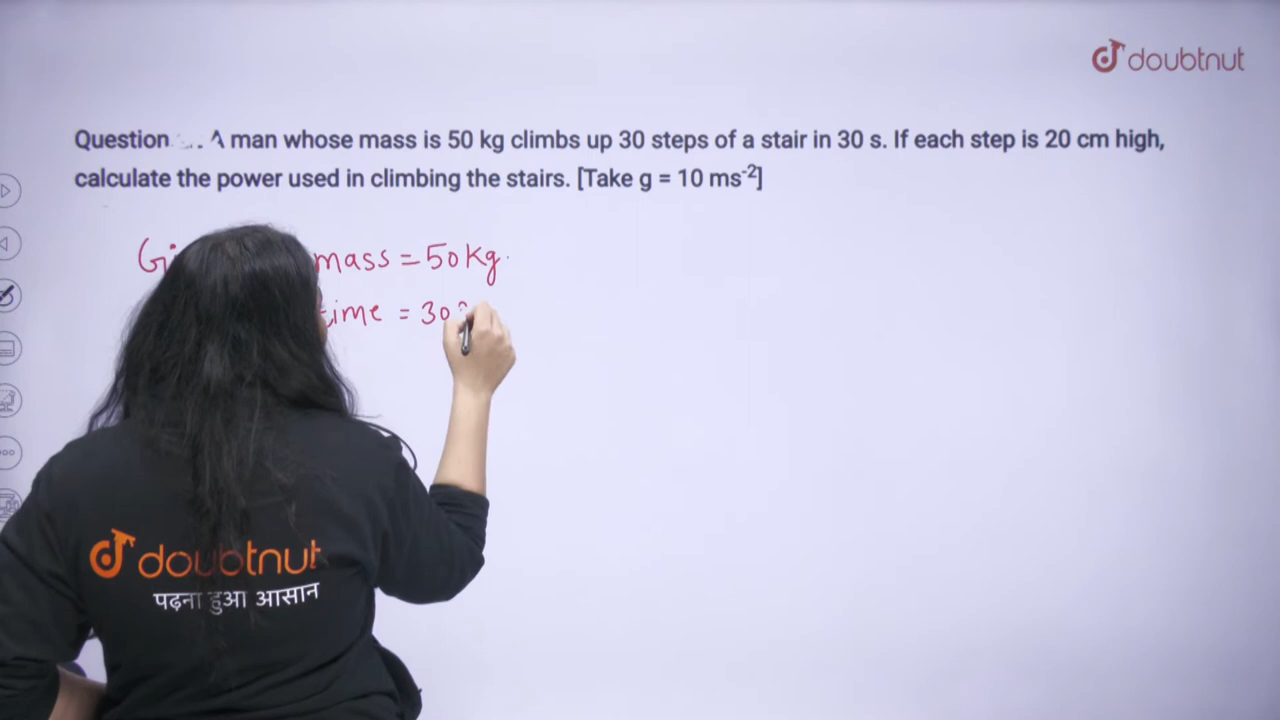 doubtnut
Question A man whose mass is 50 kg climbs up 30 steps of a stair in 30 s. If each step is 20 cm high,
calculate the power used in climbing the stairs. [Take g = 10 ms⁻²]
mass = 50 kg.
time = 30
doubtnut
पढ़ना हुआ आसान